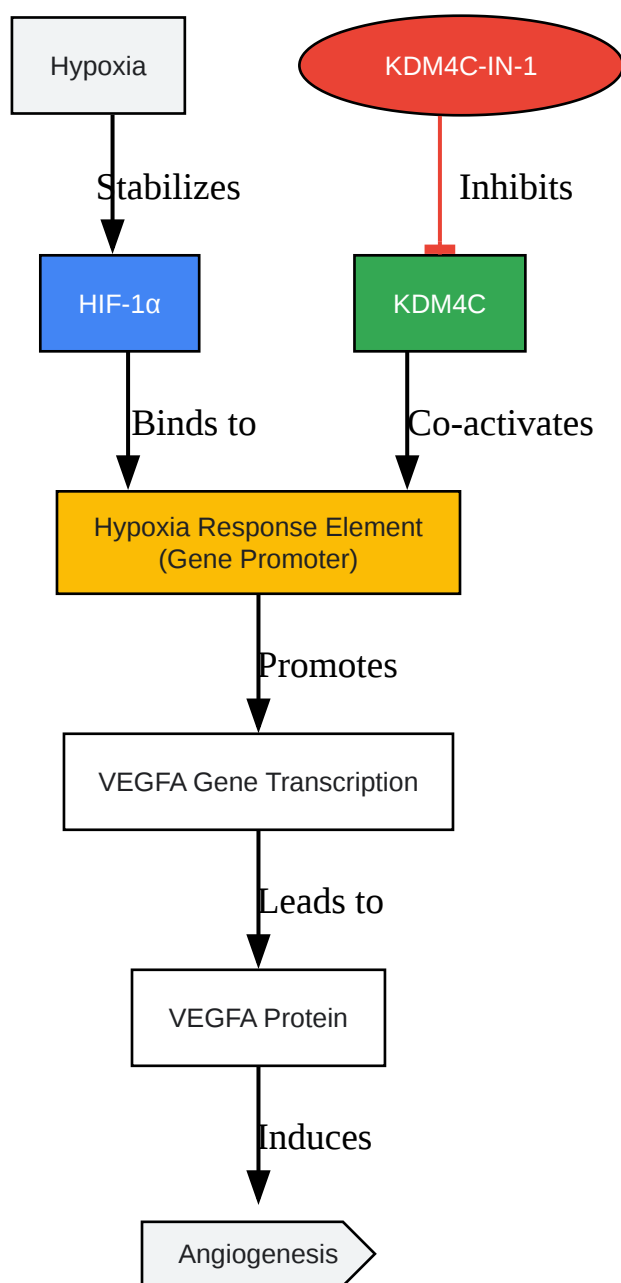 Hypoxia
KDM4C-IN-1
Stabilizes
Inhibits
HIF-1α
KDM4C
Binds to
Co-activates
Hypoxia Response Element
(Gene Promoter)
Promotes
VEGFA Gene Transcription
Leads to
VEGFA Protein
Induces
Angiogenesis